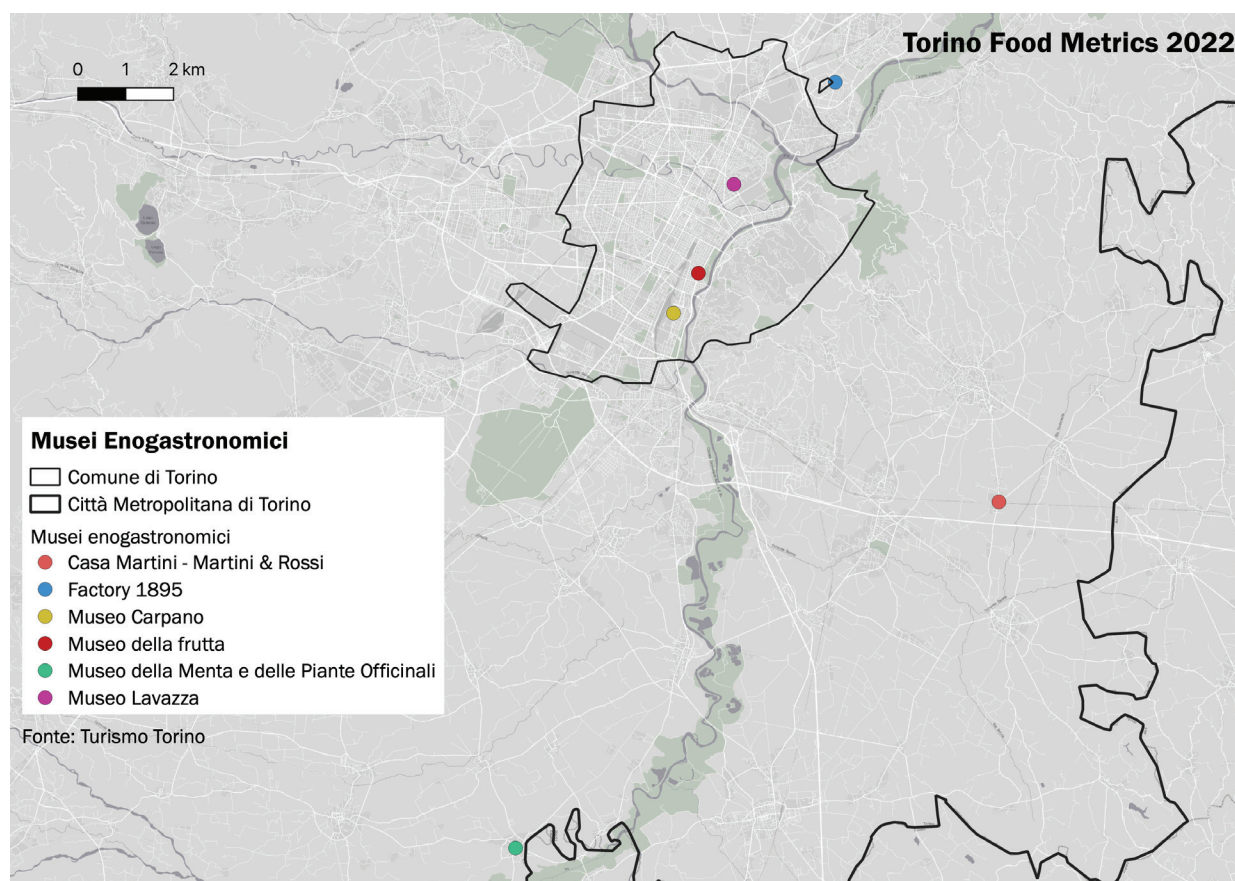 Torino Food Metrics 2022
0 1 2 km
Musei Enogastronomici
Comune di Torino
Città Metropolitana di Torino
Musei enogastronomici
Casa Martini - Martini & Rossi
Factory 1895
Museo Carpano
Museo della frutta
Museo della Menta e delle Piante Officinali
Museo Lavazza
Fonte: Turismo Torino